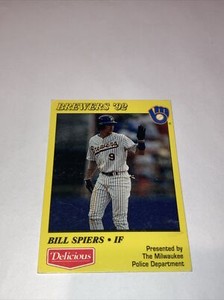 BREWERS '92
Brewers
9
BILL SPIERS • IF
Delicious
Presented by
The Milwaukee
Police Department